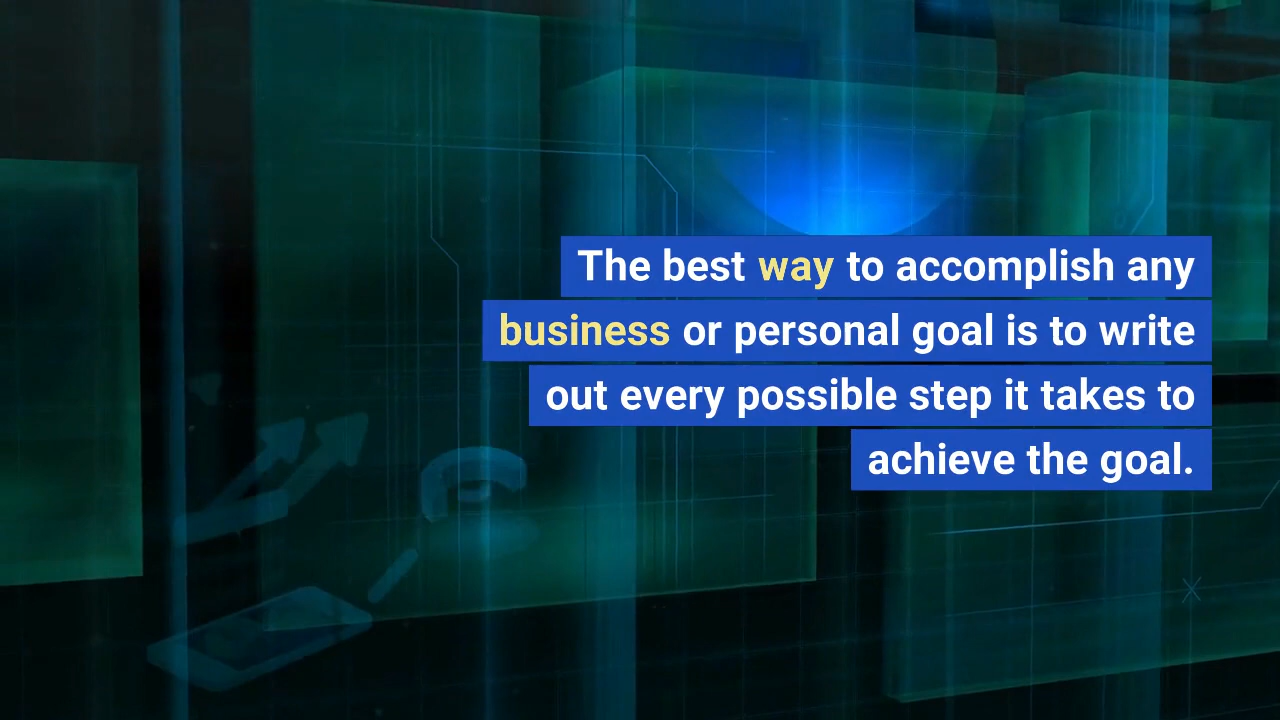 The best way to accomplish any
business or personal goal is to write
out every possible step it takes to
achieve the goal.